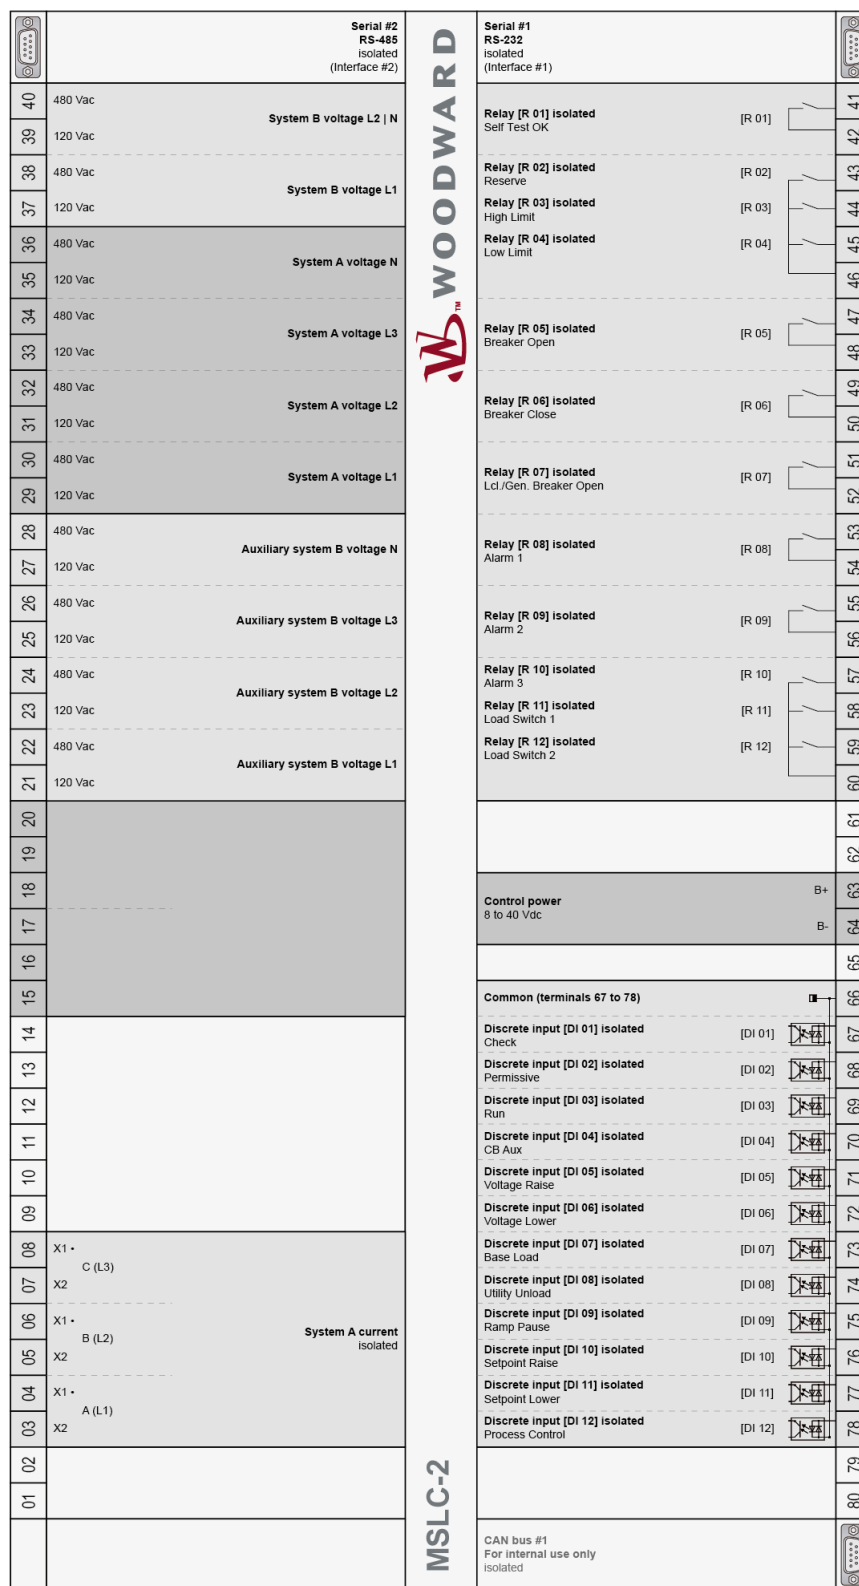 Serial #2
RS-485
isolated
(Interface #2)
40
480 Vac
System B voltage L2 | N
39
120 Vac
38
480 Vac
System B voltage L1
37
120 Vac
36
480 Vac
System A voltage N
35
120 Vac
34
480 Vac
System A voltage L3
33
120 Vac
32
480 Vac
System A voltage L2
31
120 Vac
30
480 Vac
System A voltage L1
29
120 Vac
28
480 Vac
Auxiliary system B voltage N
27
120 Vac
26
480 Vac
Auxiliary system B voltage L3
25
120 Vac
24
480 Vac
Auxiliary system B voltage L2
23
120 Vac
22
480 Vac
Auxiliary system B voltage L1
21
120 Vac
20
19
18
17
16
15
14
13
12
11
10
09
08
X1 •
C (L3)
07
X2
06
X1 •
B (L2)
System A current
isolated
05
X2
04
X1 •
A (L1)
03
X2
02
01
WOODWARD
W
TM
MSLC-2
Serial #1
RS-232
isolated
(Interface #1)
Relay [R 01] isolated
Self Test OK
[R 01]
41
42
Relay [R 02] isolated
Reserve
[R 02]
43
Relay [R 03] isolated
High Limit
[R 03]
44
Relay [R 04] isolated
Low Limit
[R 04]
45
46
Relay [R 05] isolated
Breaker Open
[R 05]
47
48
Relay [R 06] isolated
Breaker Close
[R 06]
49
50
Relay [R 07] isolated
Lcl./Gen. Breaker Open
[R 07]
51
52
Relay [R 08] isolated
Alarm 1
[R 08]
53
54
Relay [R 09] isolated
Alarm 2
[R 09]
55
56
Relay [R 10] isolated
Alarm 3
[R 10]
57
Relay [R 11] isolated
Load Switch 1
[R 11]
58
Relay [R 12] isolated
Load Switch 2
[R 12]
59
60
61
62
Control power
8 to 40 Vdc
B+
63
B-
64
65
Common (terminals 67 to 78)
66
Discrete input [DI 01] isolated
Check
[DI 01]
67
Discrete input [DI 02] isolated
Permissive
[DI 02]
68
Discrete input [DI 03] isolated
Run
[DI 03]
69
Discrete input [DI 04] isolated
CB Aux
[DI 04]
70
Discrete input [DI 05] isolated
Voltage Raise
[DI 05]
71
Discrete input [DI 06] isolated
Voltage Lower
[DI 06]
72
Discrete input [DI 07] isolated
Base Load
[DI 07]
73
Discrete input [DI 08] isolated
Utility Unload
[DI 08]
74
Discrete input [DI 09] isolated
Ramp Pause
[DI 09]
75
Discrete input [DI 10] isolated
Setpoint Raise
[DI 10]
76
Discrete input [DI 11] isolated
Setpoint Lower
[DI 11]
77
Discrete input [DI 12] isolated
Process Control
[DI 12]
78
79
80
CAN bus #1
For internal use only
isolated